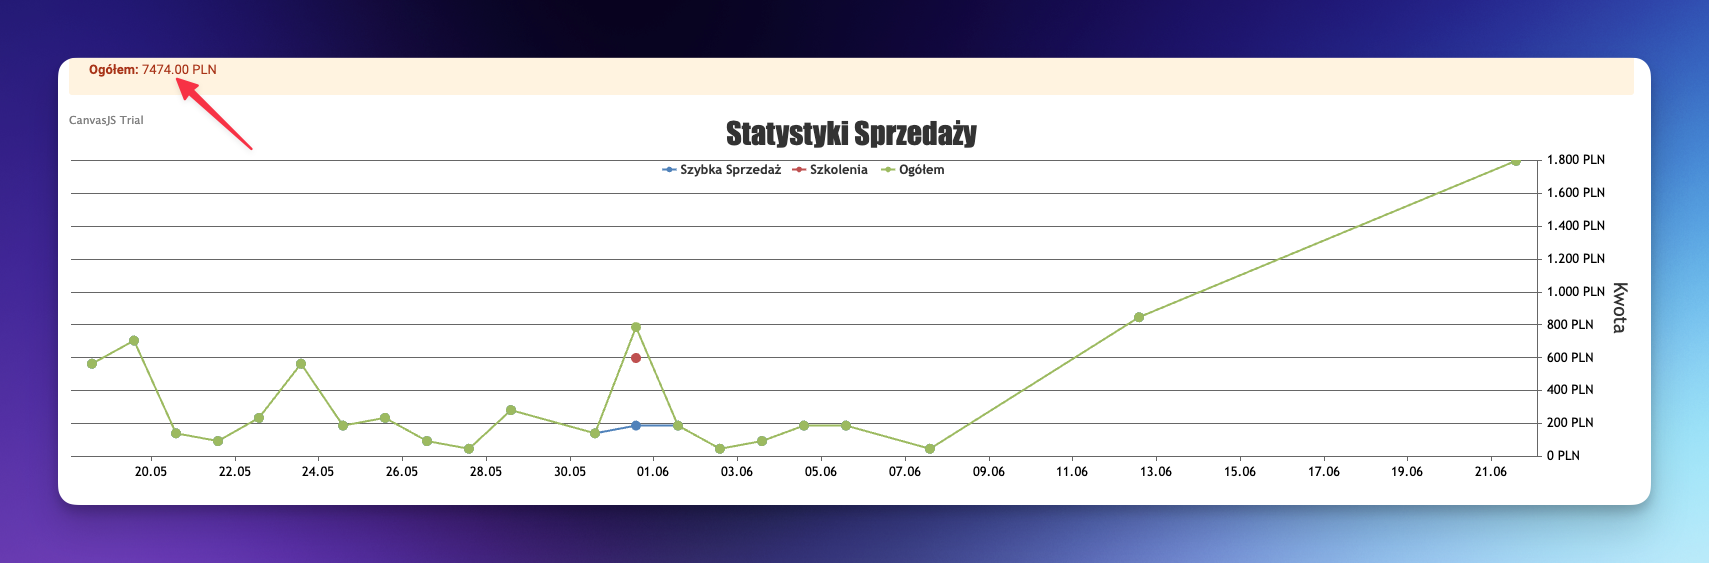 Ogółem: 7474.00 PLN
CanvasJS Trial
Statystyki Sprzedaży
Szybka Sprzedaż Szkolenia Ogółem
1.800 PLN
1.600 PLN
1.400 PLN
1.200 PLN
1.000 PLN
800 PLN
600 PLN
400 PLN
200 PLN
0 PLN
Kwota
20.05 22.05 24.05 26.05 28.05 30.05 01.06 03.06 05.06 07.06 09.06 11.06 13.06 15.06 17.06 19.06 21.06